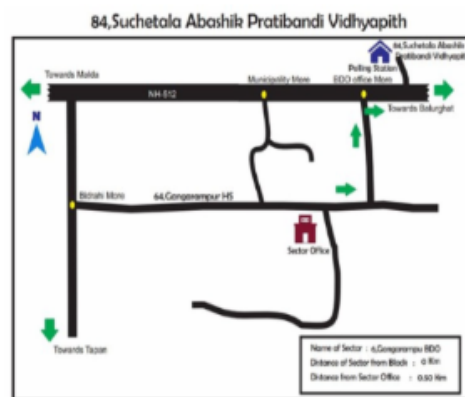 84,Suchetala Abashik Pratibandi Vidhyapith
84,Suchetala Abashik
Pratibandi Vidhyapith
Polling Station
Towards Malda
Municipality More
BDO office More
NH-512
Towards Balurghat
N
Bidrahi More
64,Gangarampur HS
Sector Office
Towards Tapan
Name of Sector : 6,Gangarampu BDO
Distance of Sector from Block : 0 Km
Distance from Sector Office : 0.50 Km